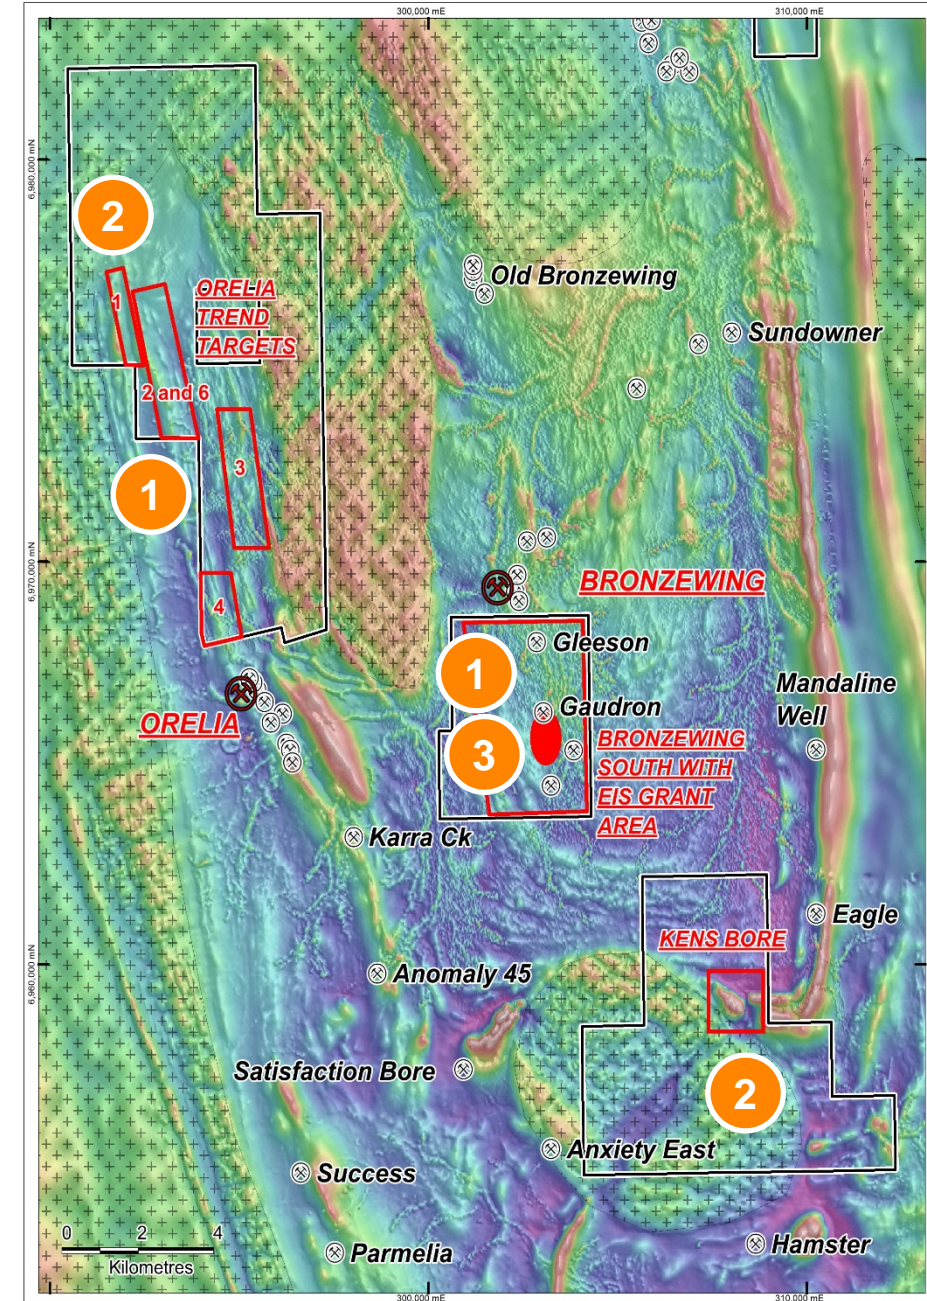 300,000 mE
310,000 mE
6,980,000 mN
2
Old Bronzewing
1
ORELIA
TREND
TARGETS
Sundowner
2 and 6
3
1
6,970,000 mN
BRONZEWING
4
Gleeson
1
Mandaline
Well
ORELIA
Gaudron
3
BRONZEWING
SOUTH WITH
EIS GRANT
AREA
Karra Ck
Eagle
KENS BORE
6,960,000 mN
Anomaly 45
Satisfaction Bore
2
Anxiety East
Success
0 2 4
Kilometres
Parmelia
Hamster
300,000 mE
310,000 mE